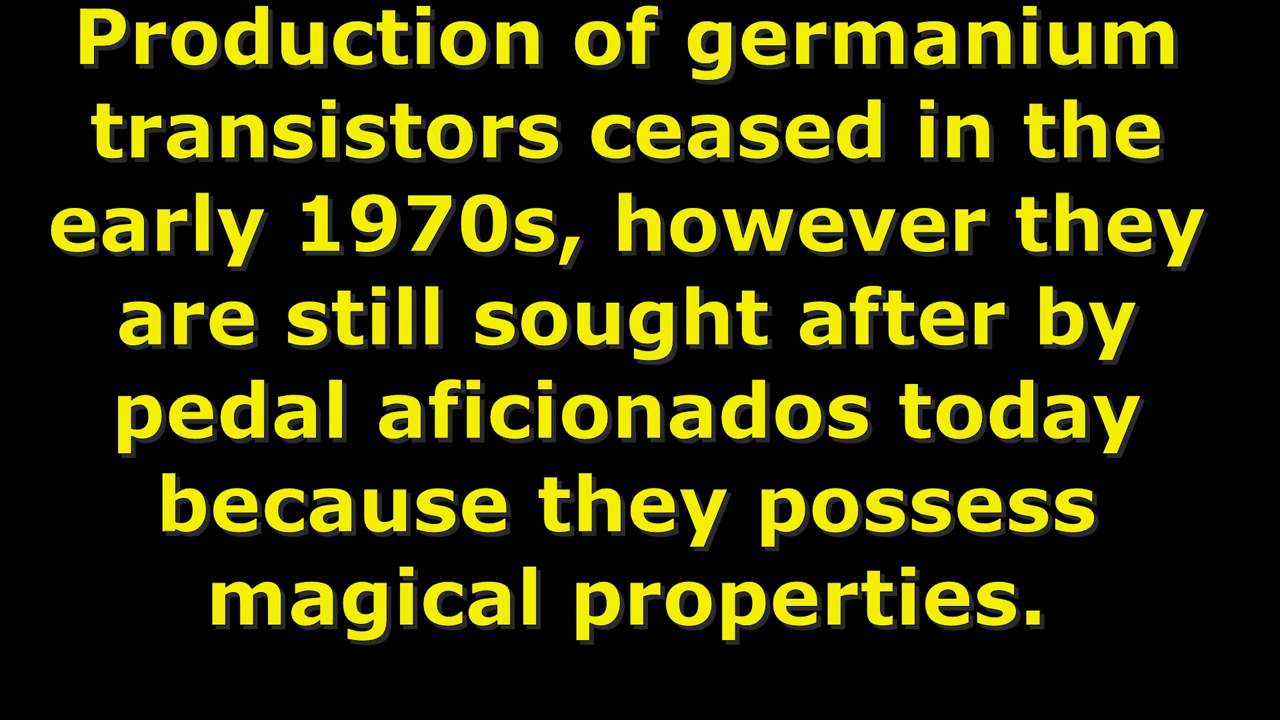 Production of germanium
transistors ceased in the
early 1970s, however they
are still sought after by
pedal aficionados today
because they possess
magical properties.